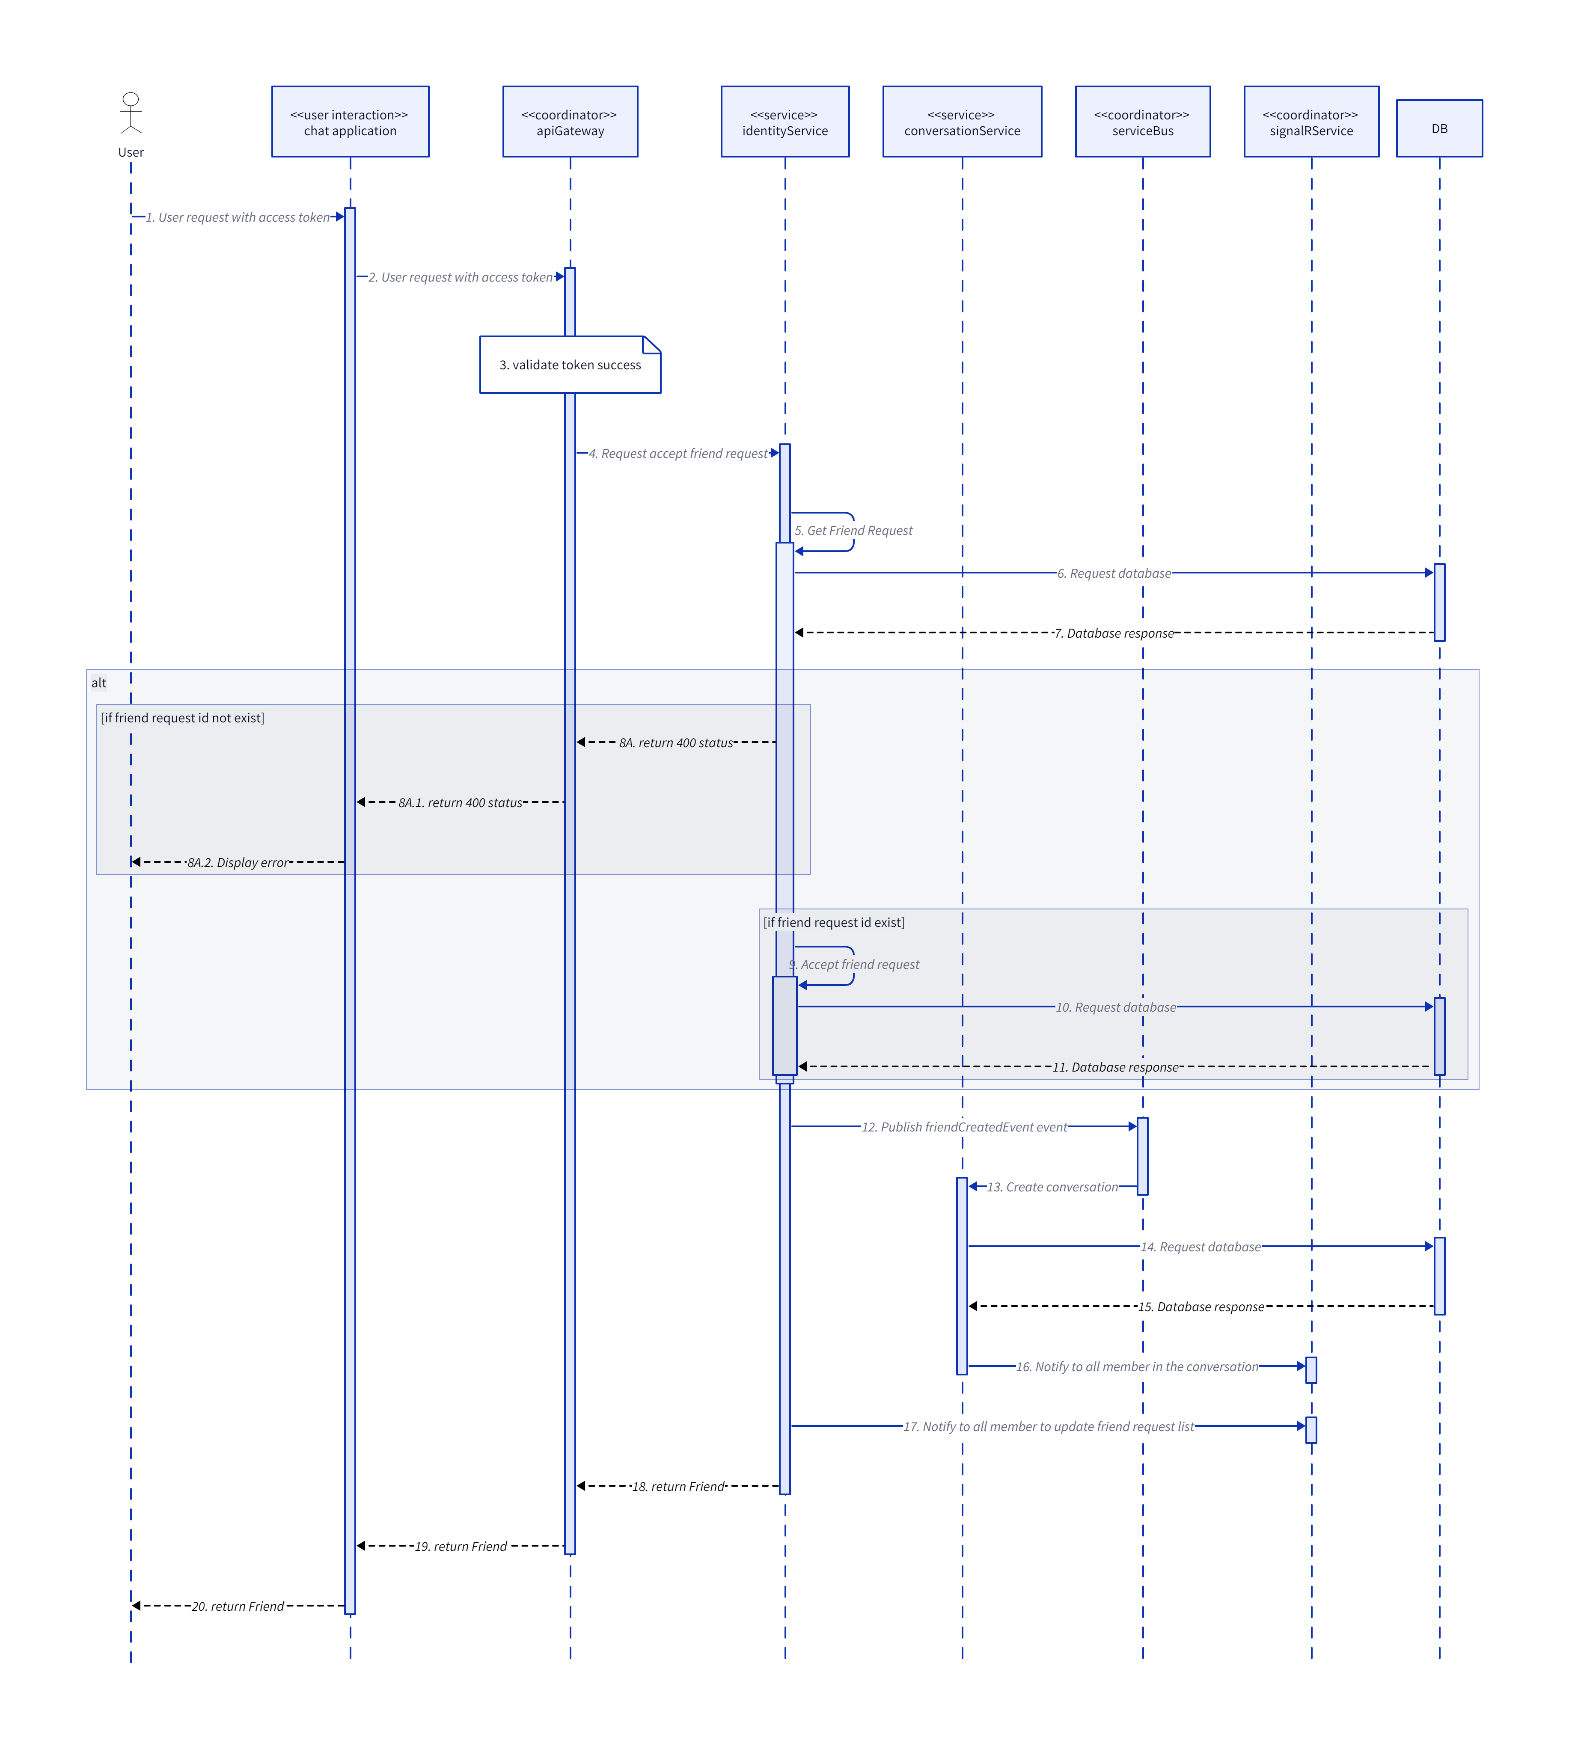 <<user interaction>>
chat application
<<coordinator>>
apiGateway
<<service>>
identityService
<<service>>
conversationService
<<coordinator>>
serviceBus
<<coordinator>>
signalRService
DB
User
1. User request with access token
2. User request with access token
3. validate token success
4. Request accept friend request
5. Get Friend Request
6. Request database
7. Database response
alt
[if friend request id not exist]
8A. return 400 status
8A.1. return 400 status
8A.2. Display error
[if friend request id exist]
9. Accept friend request
10. Request database
11. Database response
12. Publish friendCreatedEvent event
13. Create conversation
14. Request database
15. Database response
16. Notify to all member in the conversation
17. Notify to all member to update friend request list
18. return Friend
19. return Friend
20. return Friend